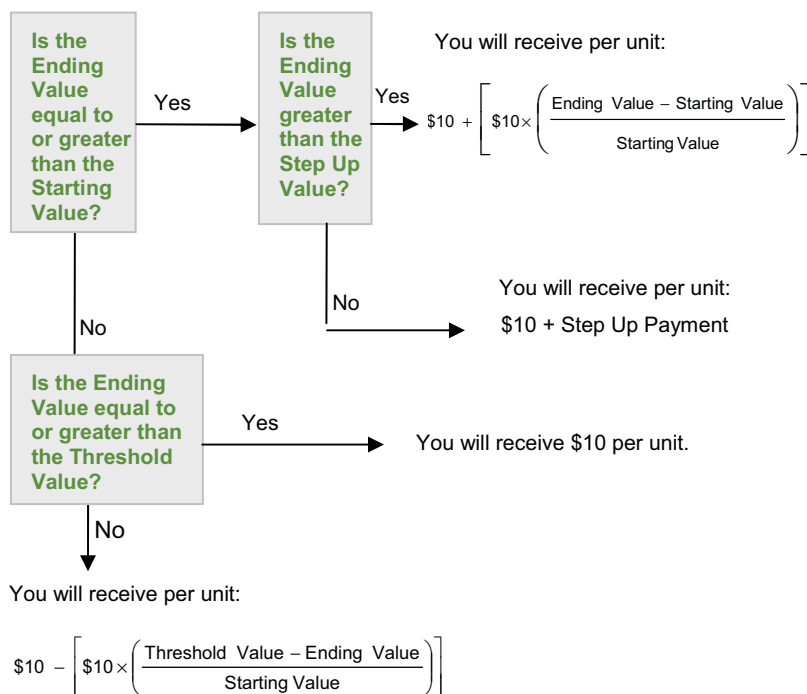 Is the
Ending
Value
equal to
or greater
than the
Starting
Value?
Yes
Is the
Ending
Value
greater
than the
Step Up
Value?
Yes
You will receive per unit:
$10 + [ $10× ( Ending Value – Starting Value
Starting Value ) ]
No
You will receive per unit:
$10 + Step Up Payment
No
Is the Ending
Value equal to
or greater than
the Threshold
Value?
Yes
You will receive $10 per unit.
No
You will receive per unit:
$10 – [ $10× ( Threshold Value – Ending Value
Starting Value ) ]